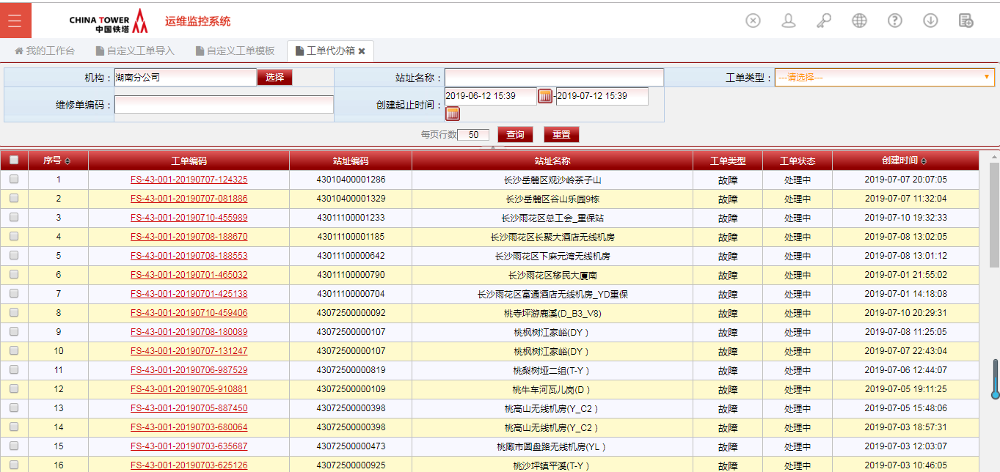 CHINA TOWER
中国铁塔
运维监控系统
我的工作台 自定义工单导入 自定义工单模板 工单代办箱
机构： 湖南分公司 选择 站址名称： 工单类型： ---请选择---
维修单编码： 创建起止时间： 2019-06-12 15:39 - 2019-07-12 15:39
每页行数 50 查询 重置
序号 工单编码 站址编码 站址名称 工单类型 工单状态 创建时间
1 FS-43-001-20190707-124325 43010400001286 长沙岳麓区观沙岭茶子山 故障 处理中 2019-07-07 20:07:05
2 FS-43-001-20190707-081886 43010400001329 长沙岳麓区谷山乐园9栋 故障 处理中 2019-07-07 11:32:04
3 FS-43-001-20190710-455989 43011100001233 长沙雨花区总工会_重保站 故障 处理中 2019-07-10 19:32:33
4 FS-43-001-20190708-188670 43011100001185 长沙雨花区长聚大酒店无线机房 故障 处理中 2019-07-08 13:02:05
5 FS-43-001-20190708-188553 43011100000642 长沙雨花区下麻元湾无线机房 故障 处理中 2019-07-08 13:01:12
6 FS-43-001-20190701-465032 43011100000790 长沙雨花区移民大厦南 故障 处理中 2019-07-01 21:55:02
7 FS-43-001-20190701-425138 43011100000704 长沙雨花区富通酒店无线机房_YD重保 故障 处理中 2019-07-01 14:18:08
8 FS-43-001-20190710-459406 43072500000092 桃寺坪游鹿溪(D_B3_V8) 故障 处理中 2019-07-10 20:29:31
9 FS-43-001-20190708-180089 43072500000107 桃枫树江家峪(DY） 故障 处理中 2019-07-08 11:25:05
10 FS-43-001-20190707-131247 43072500000107 桃枫树江家峪(DY） 故障 处理中 2019-07-07 22:43:04
11 FS-43-001-20190706-987529 43072500000819 桃梨树垭二组(T-Y） 故障 处理中 2019-07-06 12:44:07
12 FS-43-001-20190705-910881 43072500000109 桃牛车河瓦儿岗(D） 故障 处理中 2019-07-05 19:11:25
13 FS-43-001-20190705-887450 43072500000398 桃高山无线机房(Y_C2） 故障 处理中 2019-07-05 15:48:06
14 FS-43-001-20190703-680064 43072500000398 桃高山无线机房(Y_C2） 故障 处理中 2019-07-03 18:57:31
15 FS-43-001-20190703-635687 43072500000473 桃陬市圆盘路无线机房(YL） 故障 处理中 2019-07-03 12:03:07
16 FS-43-001-20190703-625126 43072500000925 桃沙坪镇平溪(T-Y） 故障 处理中 2019-07-03 10:46:05